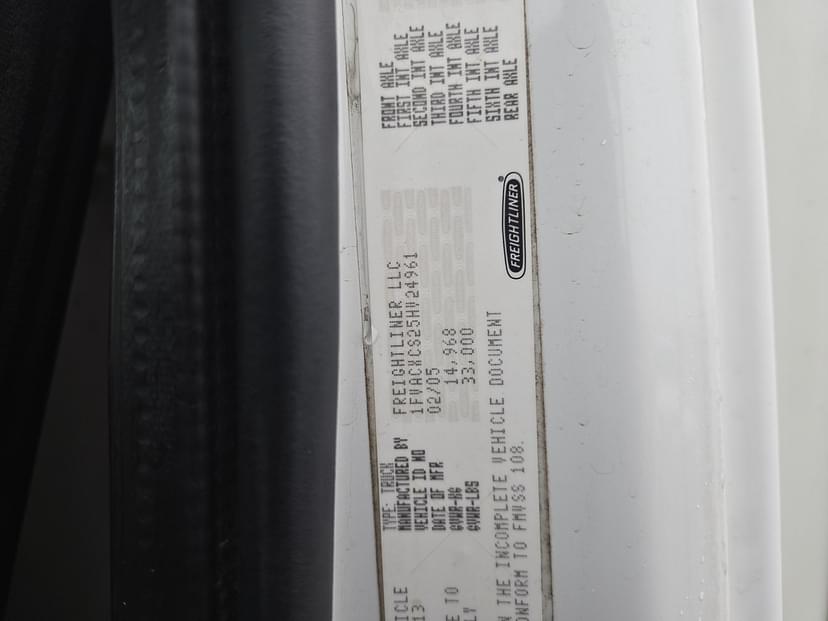 ICLE
13
E TO
LY
N THE INCOMPLETE VEHICLE DOCUMENT
ONFORM TO FMVSS 108.
TYPE: TRUCK
MANUFACTURED BY FREIGHTLINER LLC
VEHICLE ID NO 1FVACXCS25HV24961
DATE OF MFR 02/05
GVWR-KG 14,968
GVWR-LBS 33,000
FREIGHTLINER®
FRONT AXLE
FIRST INT AXLE
SECOND INT AXLE
THIRD INT AXLE
FOURTH INT AXLE
FIFTH INT AXLE
SIXTH INT AXLE
REAR AXLE